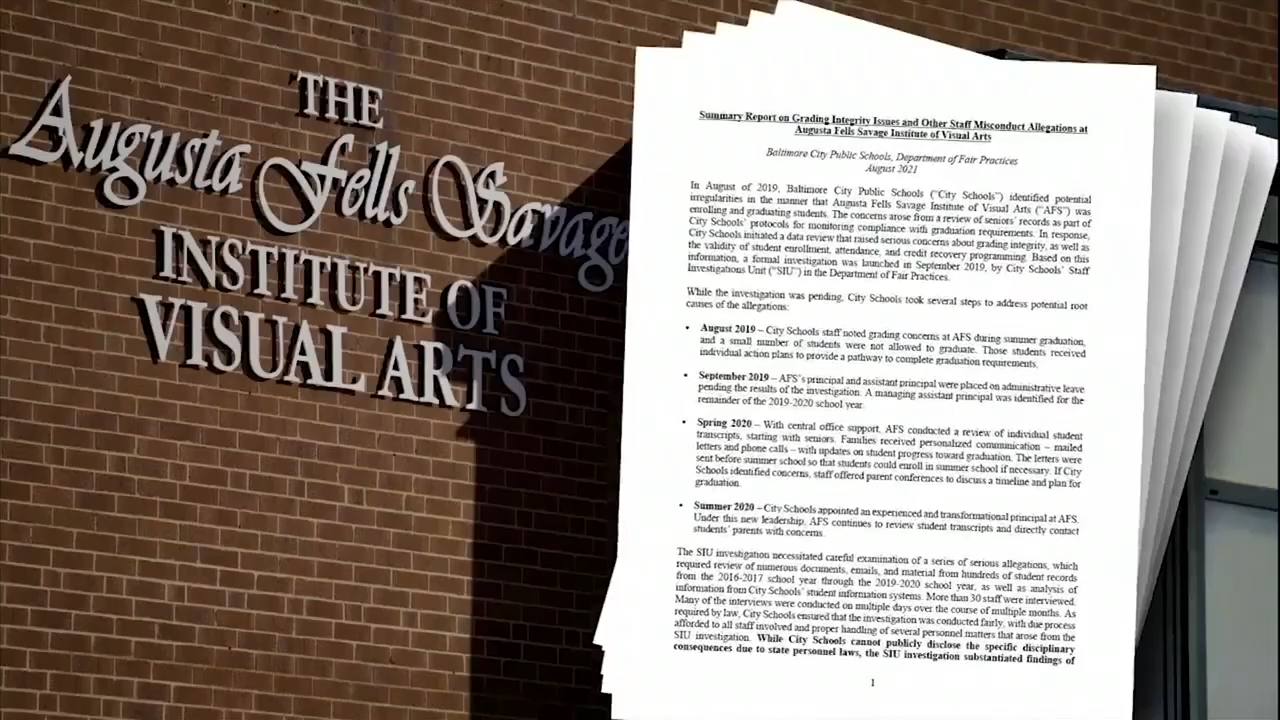 THE
Augusta Fells Savage
INSTITUTE OF
VISUAL ARTS
Summary Report on Grading Integrity Issues and Other Staff Misconduct Allegations at
Augusta Fells Savage Institute of Visual Arts
Baltimore City Public Schools, Department of Fair Practices
August 2021
In August of 2019, Baltimore City Public Schools ("City Schools") identified potential
irregularities in the manner that Augusta Fells Savage Institute of Visual Arts ("AFS") was
enrolling and graduating students. The concerns arose from a review of seniors' records as part of
City Schools' protocols for monitoring compliance with graduation requirements. In response,
City Schools initiated a data review that raised serious concerns about grading integrity, as well as
the validity of student enrollment, attendance, and credit recovery programming. Based on this
information, a formal investigation was launched in September 2019, by City Schools' Staff
Investigations Unit ("SIU") in the Department of Fair Practices.
While the investigation was pending, City Schools took several steps to address potential root
causes of the allegations:
• August 2019 – City Schools staff noted grading concerns at AFS during summer graduation,
and a small number of students were not allowed to graduate. Those students received
individual action plans to provide a pathway to complete graduation requirements.
• September 2019 – AFS's principal and assistant principal were placed on administrative leave
pending the results of the investigation. A managing assistant principal was identified for the
remainder of the 2019-2020 school year.
• Spring 2020 – With central office support, AFS conducted a review of individual student
transcripts, starting with seniors. Families received personalized communication – mailed
letters and phone calls – with updates on student progress toward graduation. The letters were
sent before summer school so that students could enroll in summer school if necessary. If City
Schools identified concerns, staff offered parent conferences to discuss a timeline and plan for
graduation.
• Summer 2020 – City Schools appointed an experienced and transformational principal at AFS.
Under this new leadership, AFS continues to review student transcripts and directly contact
students' parents with concerns.
The SIU investigation necessitated careful examination of a series of serious allegations, which
required review of numerous documents, emails, and material from hundreds of student records
from the 2016-2017 school year through the 2019-2020 school year, as well as analysis of
information from City Schools' student information systems. More than 30 staff were interviewed.
Many of the interviews were conducted on multiple days over the course of multiple months. As
required by law, City Schools ensured that the investigation was conducted fairly, with due process
afforded to all staff involved and proper handling of several personnel matters that arose from the
SIU investigation. While City Schools cannot publicly disclose the specific disciplinary
consequences due to state personnel laws, the SIU investigation substantiated findings of
1